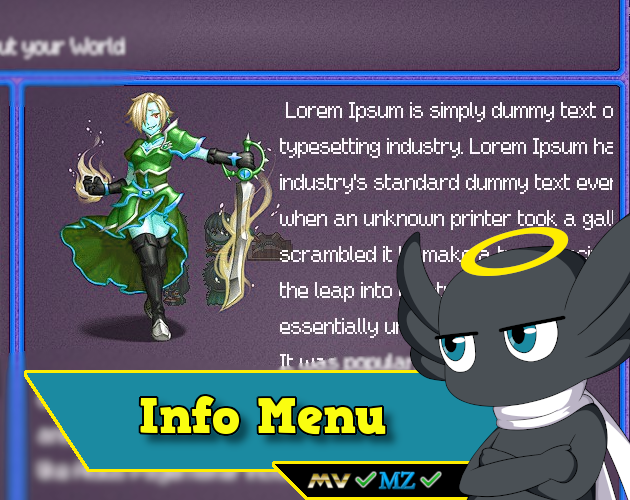 ut your World
Lorem Ipsum is simply dummy text o
typesetting industry. Lorem Ipsum ha
industry's standard dummy text ever
when an unknown printer took a gall
scrambled it
the leap into
essentially
It was popular
Info Menu
MV MZ